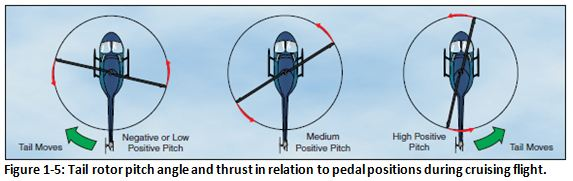 Tail Moves
Negative or Low
Positive Pitch
Medium
Positive Pitch
High Positive
Pitch
Tail Moves
Figure 1-5: Tail rotor pitch angle and thrust in relation to pedal positions during cruising flight.